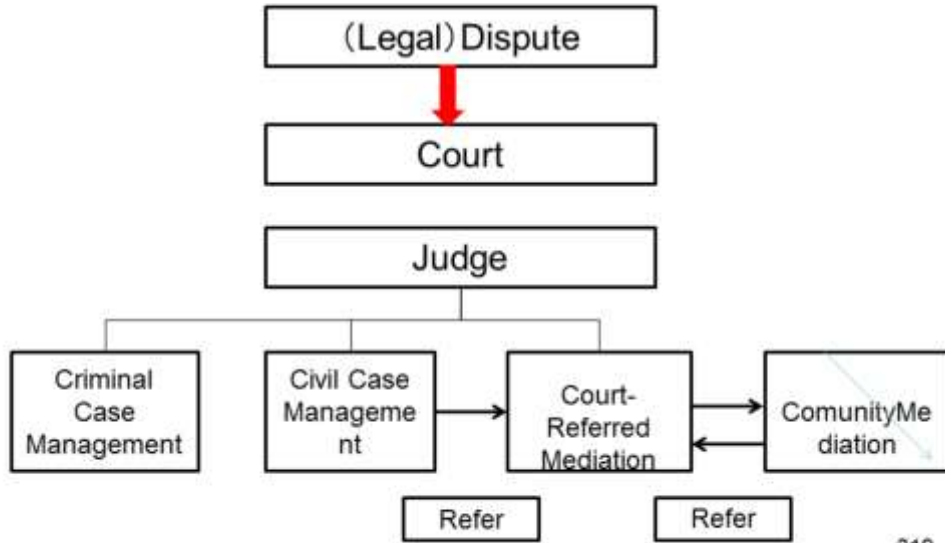 (Legal) Dispute
Court
Judge
Criminal
Case
Management
Civil Case
Manageme
nt
Court-
Referred
Mediation
ComunityMe
diation
Refer
Refer